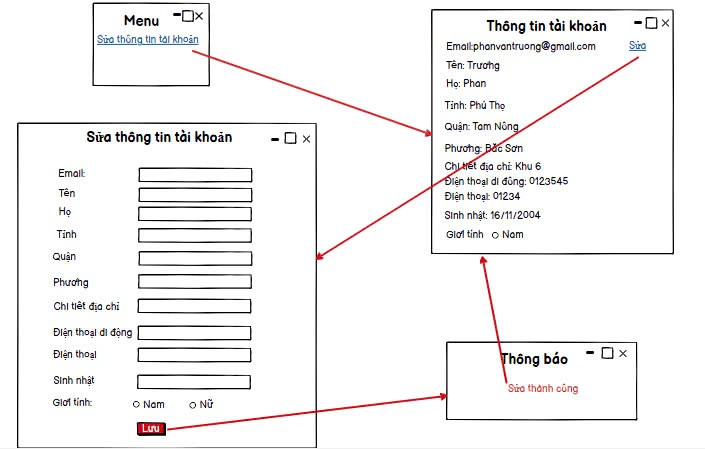 Menu
Sửa thông tin tài khoản
Thông tin tài khoản
Email:phanvantruong@gmail.com
Sửa
Tên: Trương
Họ: Phan
Tỉnh: Phú Thọ
Quận: Tam Nông
Phương: Bắc Sơn
Chi tiết địa chỉ: Khu 6
Điện thoại di đông: 0123545
Điện thoại: 01234
Sinh nhật: 16/11/2004
Giới tính
Nam
Sửa thông tin tài khoản
Email:
Tên
Họ
Tỉnh
Quận
Phương
Chi tiết địa chỉ
Điện thoại di động
Điện thoại
Sinh nhật
Giới tính:
Nam
Nữ
Lưu
Thông báo
Sửa thành công